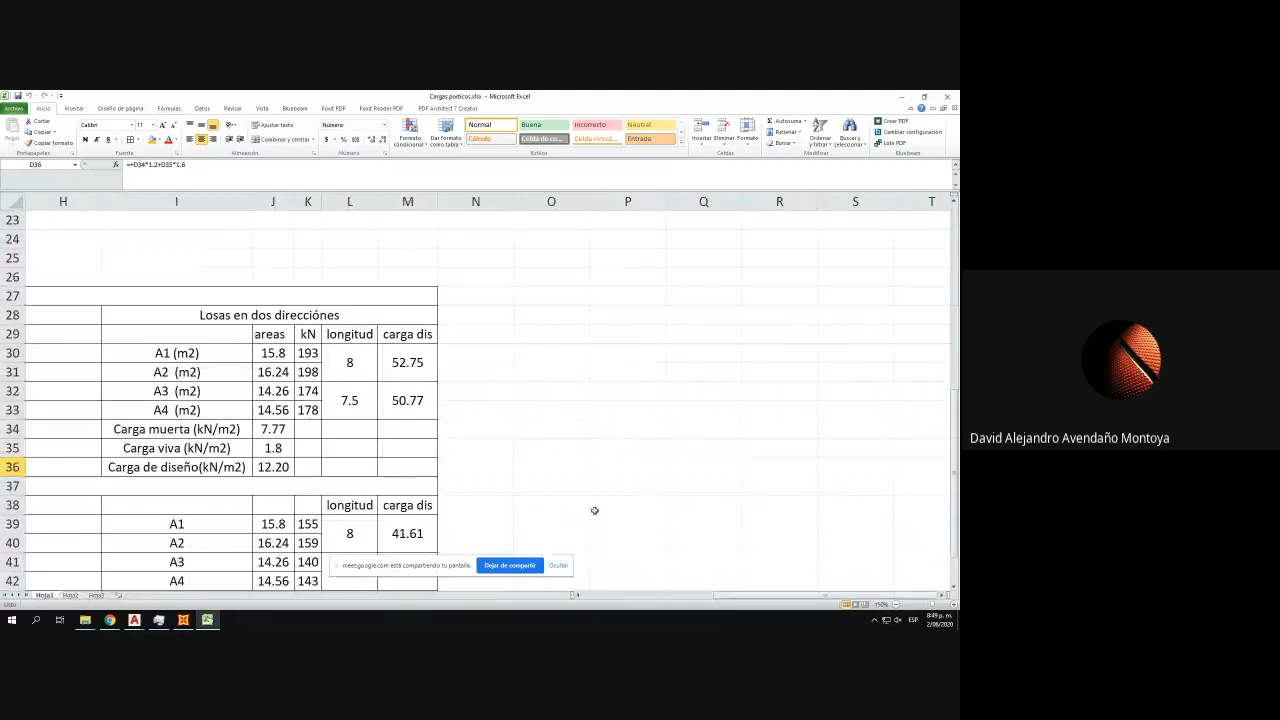 Cargas porticos.xlsx - Microsoft Excel
Archivo Inicio Insertar Diseño de página Fórmulas Datos Revisar Vista Bluebeam Foxit PDF Foxit Reader PDF PDF Architect 7 Creator
Cortar
Copiar
Copiar formato
Pegar
Portapapeles
Calibri 11
N K S
Fuente
Ajustar texto
Combinar y centrar
Alineación
Número
Número
Formato condicional
Dar formato como tabla
Normal Buena Incorrecto Neutral
Cálculo Celda de co... Celda vincul... Entrada
Estilos
Insertar Eliminar Formato
Celdas
Autosuma
Rellenar
Borrar
Ordenar y filtrar
Buscar y seleccionar
Modificar
Crear PDF
Cambiar configuración
Lote PDF
Bluebeam
D36 fx =+D34*1.2+D35*1.6
H I J K L M N O P Q R S T
23
24
25
26
27
28 Losas en dos direcciónes
29 areas kN longitud carga dis
30 A1 (m2) 15.8 193 8 52.75
31 A2 (m2) 16.24 198
32 A3 (m2) 14.26 174 7.5 50.77
33 A4 (m2) 14.56 178
34 Carga muerta (kN/m2) 7.77
35 Carga viva (kN/m2) 1.8
36 Carga de diseño(kN/m2) 12.20
37
38 longitud carga dis
39 A1 15.8 155 8 41.61
40 A2 16.24 159
41 A3 14.26 140
42 A4 14.56 143
meet.google.com está compartiendo tu pantalla. Dejar de compartir Ocultar
Hoja1 Hoja2 Hoja3
Listo 190%
ESP 8:49 p. m.
2/06/2020
David Alejandro Avendaño Montoya